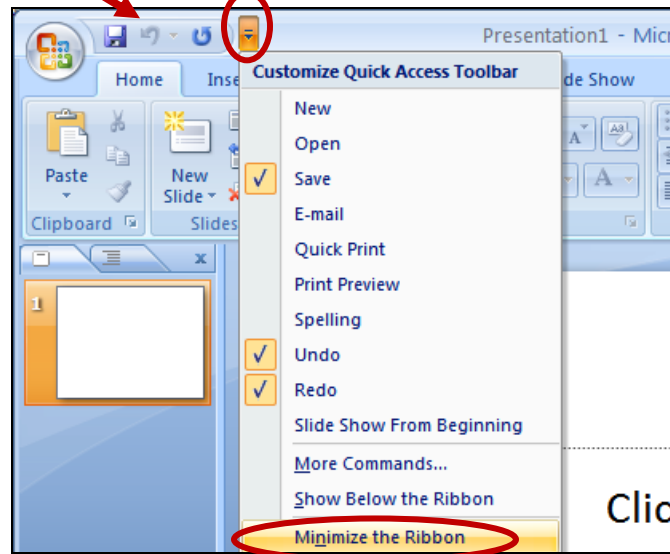 Presentation1 - Micr
Home Inse de Show
Customize Quick Access Toolbar
New
Open
Save
E-mail
Quick Print
Print Preview
Spelling
Undo
Redo
Slide Show From Beginning
More Commands...
Show Below the Ribbon
Minimize the Ribbon
Paste
New
Slide
A Aa
A
Clipboard
Slides
1
Clic